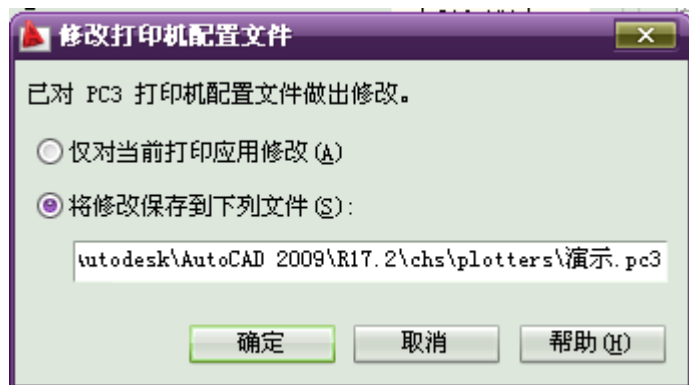 修改打印机配置文件
已对 PC3 打印机配置文件做出修改。
仅对当前打印应用修改(A)
将修改保存到下列文件(S):
utodesk\AutoCAD 2009\R17.2\chs\plotters\演示.pc3
确定 取消 帮助(H)